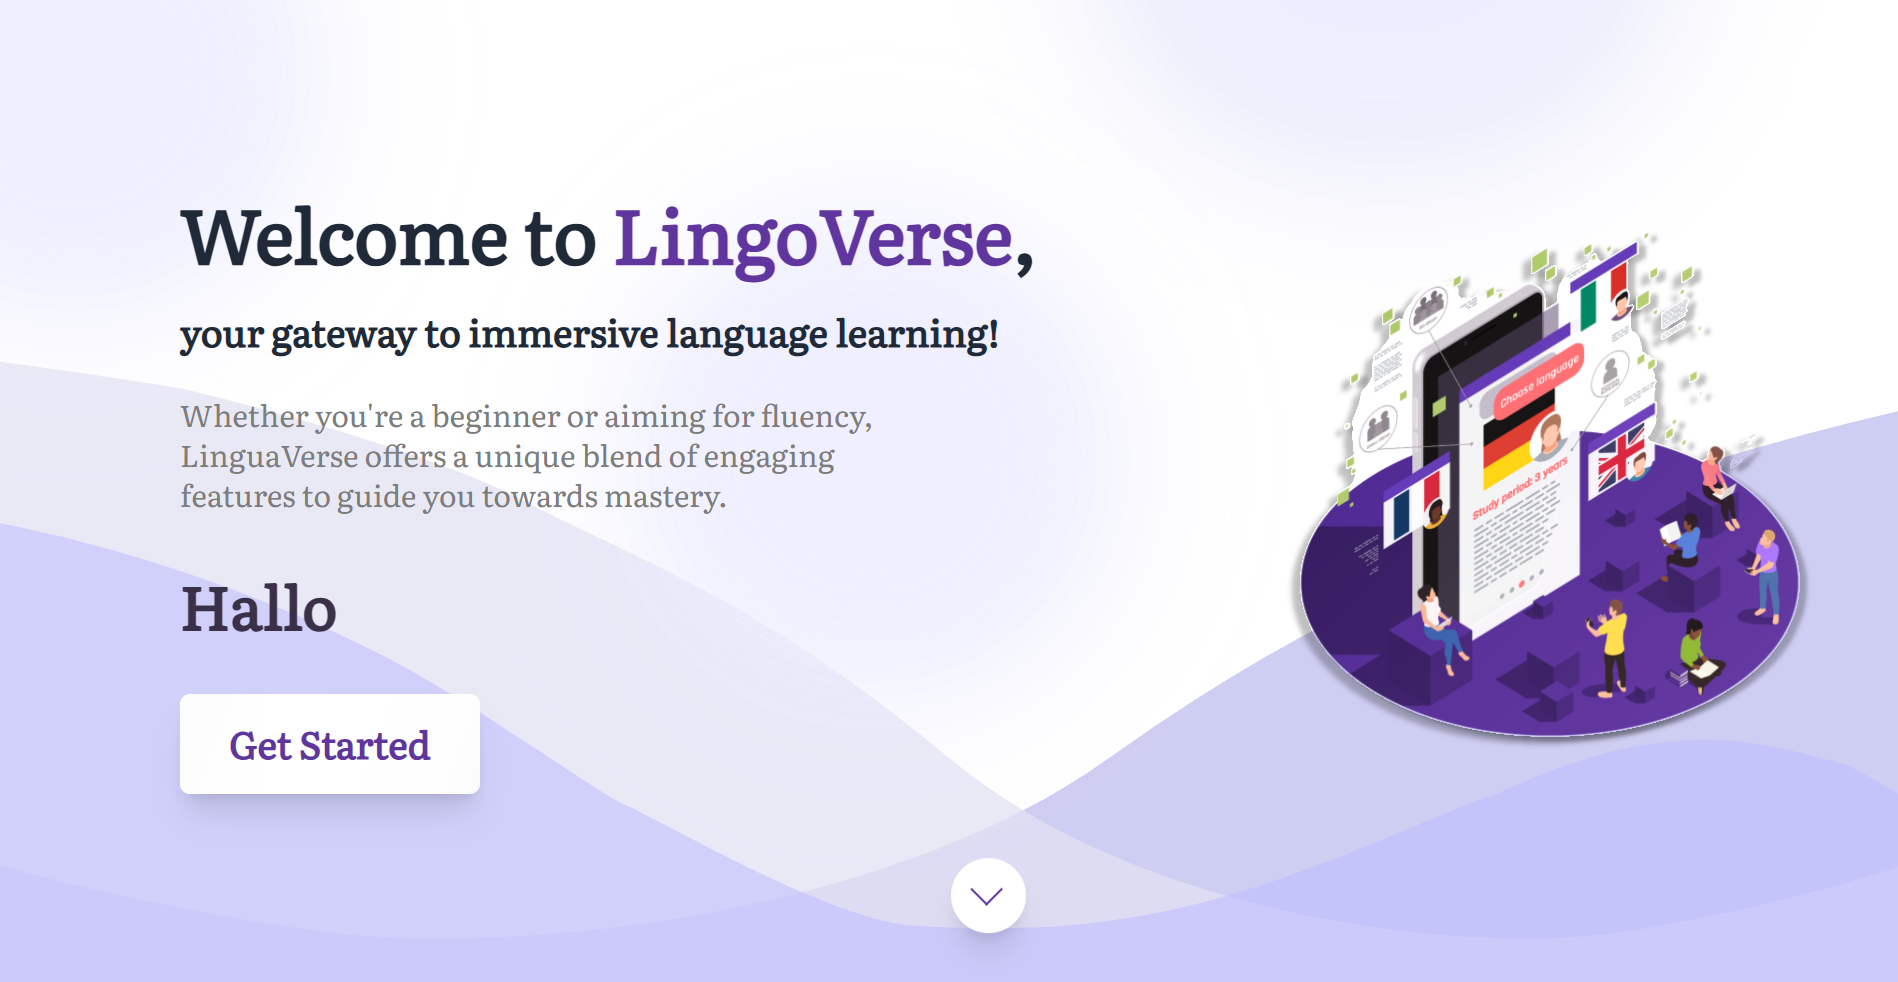 Welcome to LingoVerse,
your gateway to immersive language learning!
Whether you're a beginner or aiming for fluency,
LinguaVerse offers a unique blend of engaging
features to guide you towards mastery.
Hallo
Get Started
Choose language
Study period: 3 years